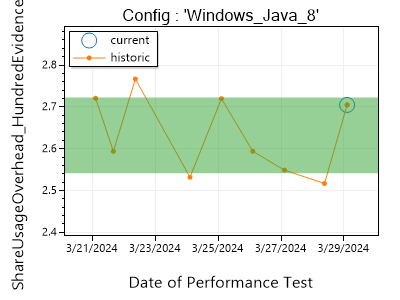 Config : 'Windows_Java_8'
ShareUsageOverhead_HundredEvidence
current
historic
2.8
2.7
2.6
2.5
2.4
3/21/2024 3/23/2024 3/25/2024 3/27/2024 3/29/2024
Date of Performance Test